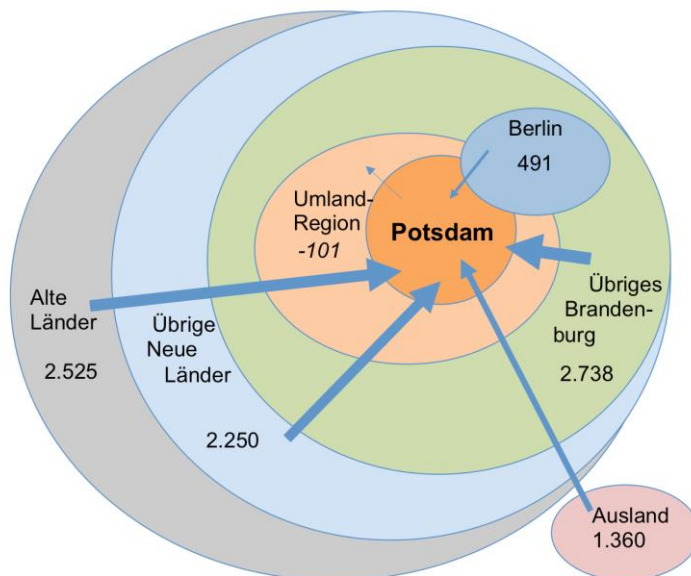 Berlin
491
Umland-
Region
-101
Potsdam
Alte
Länder
2.525
Übrige
Neue
Länder
2.250
Übriges
Branden-
burg
2.738
Ausland
1.360